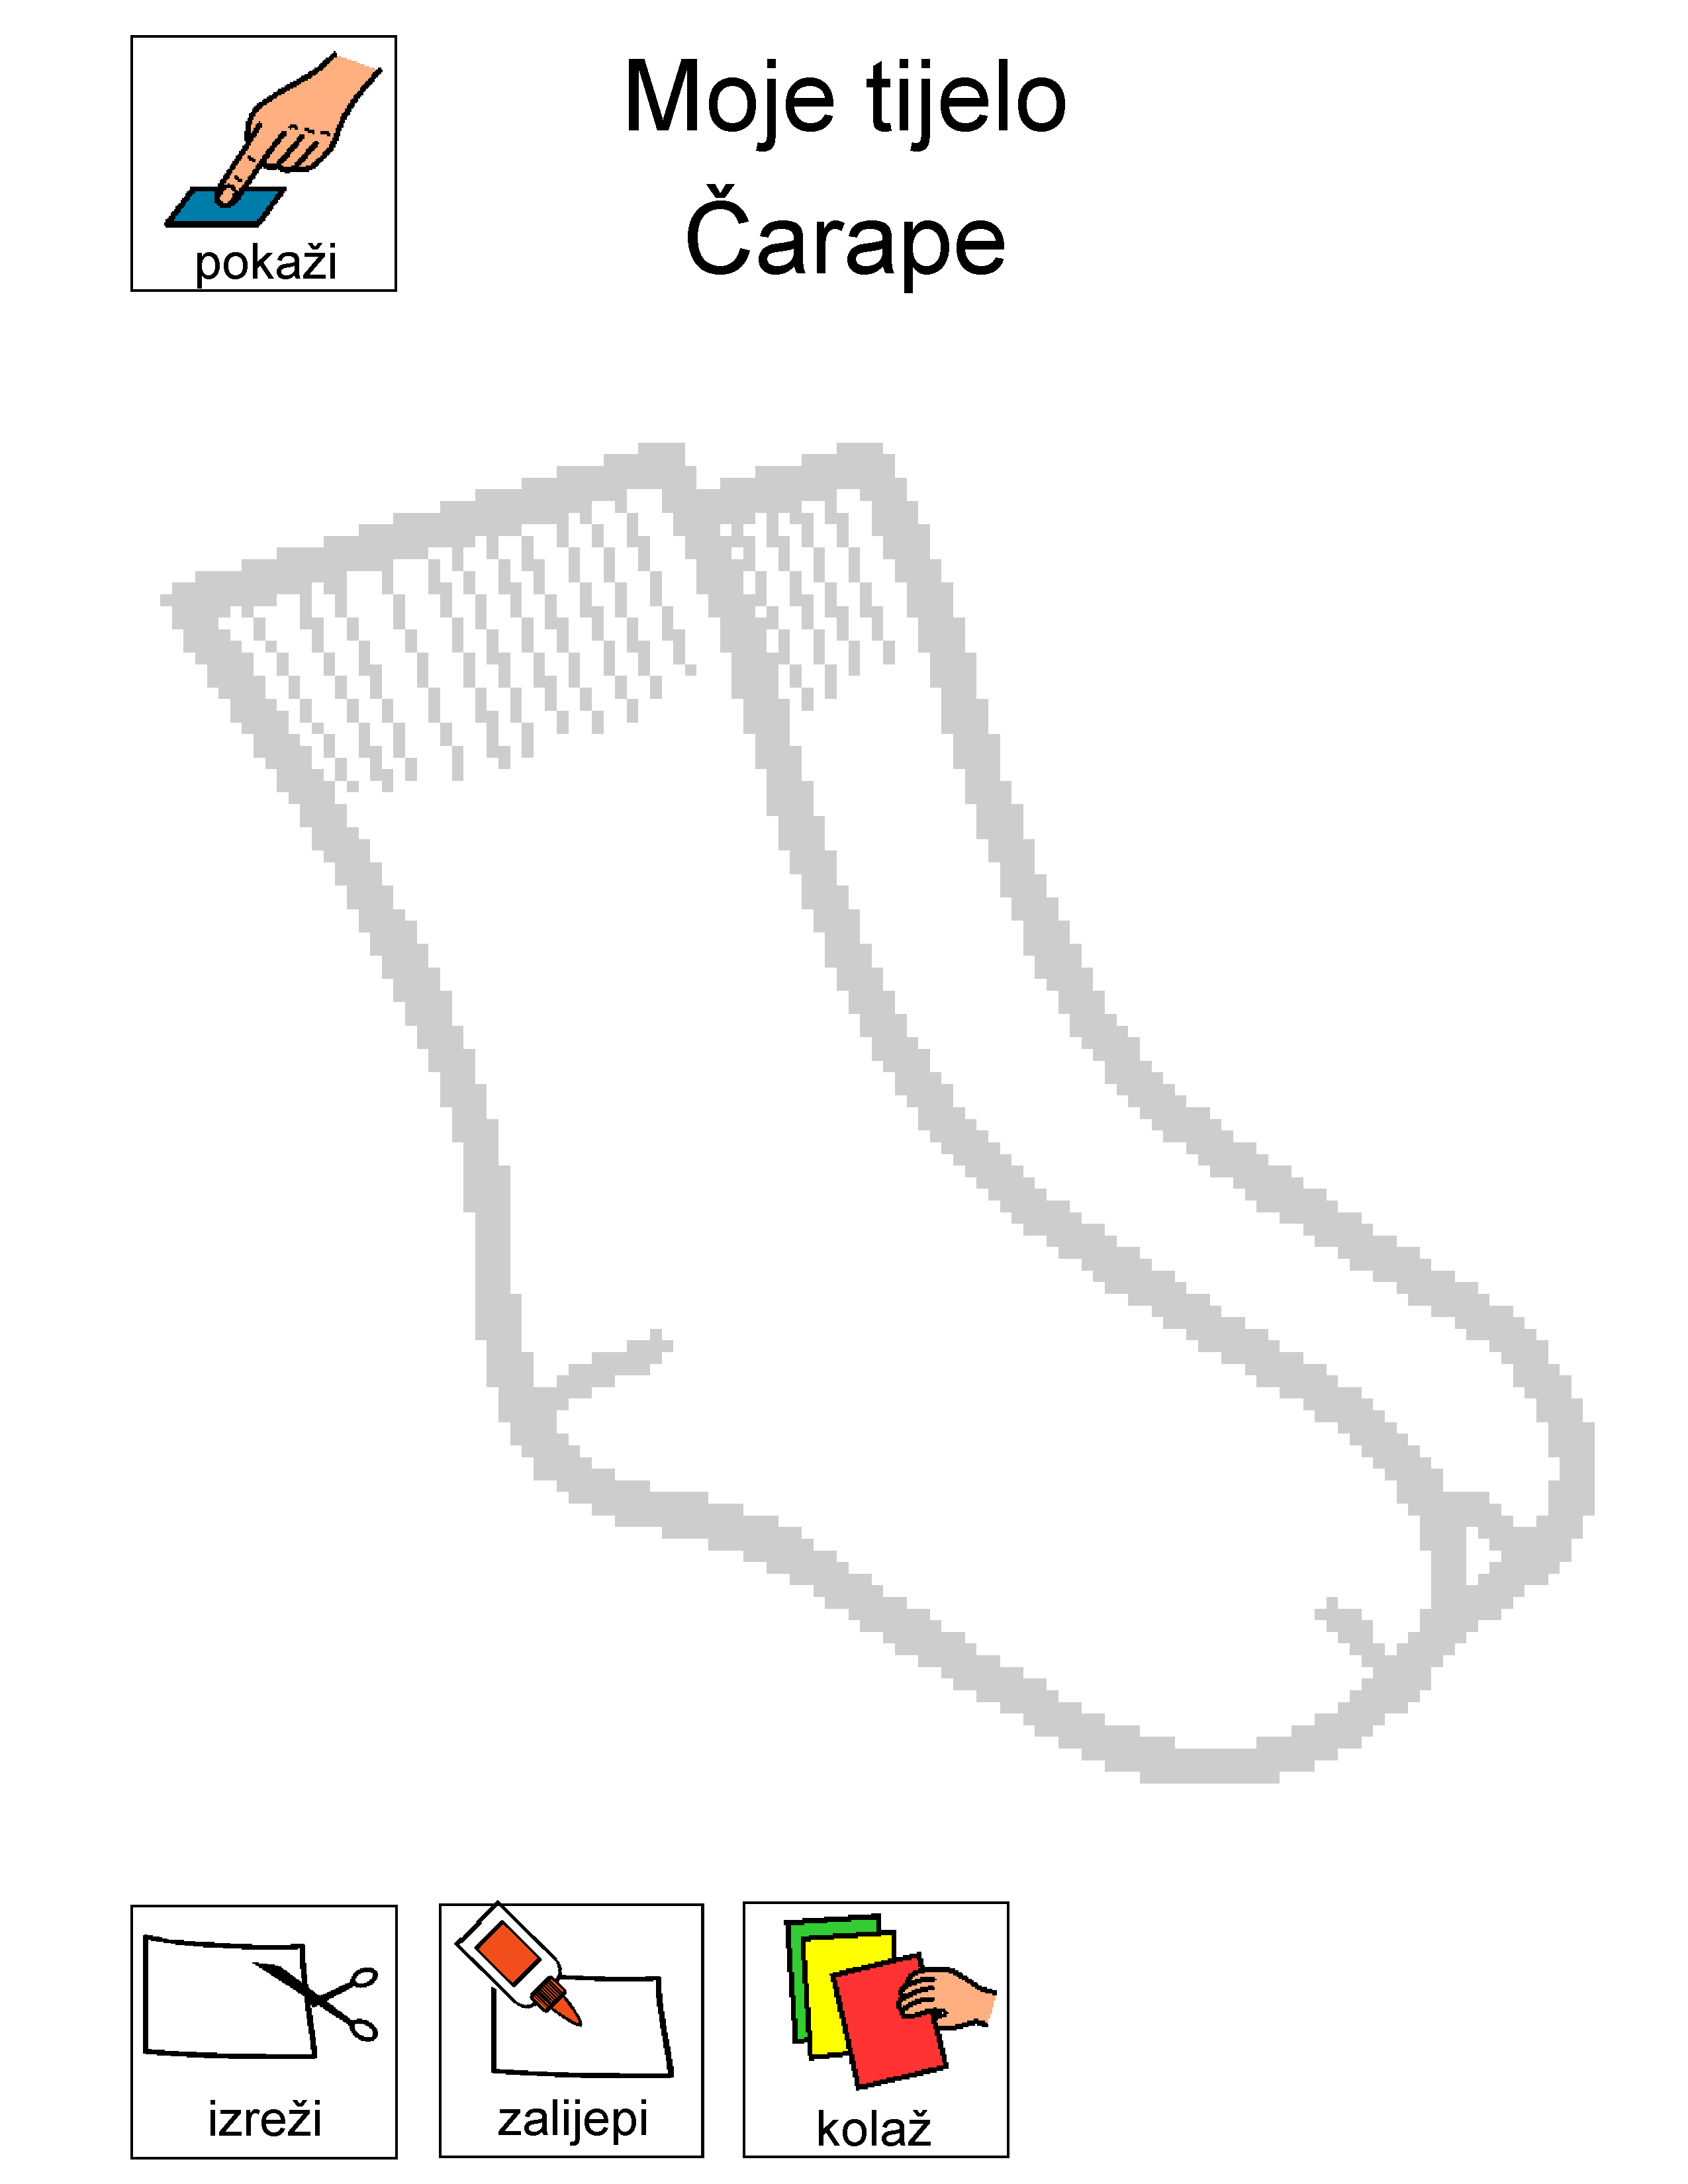 pokaži
Moje tijelo
Čarape
izreži
zalijepi
kolaž